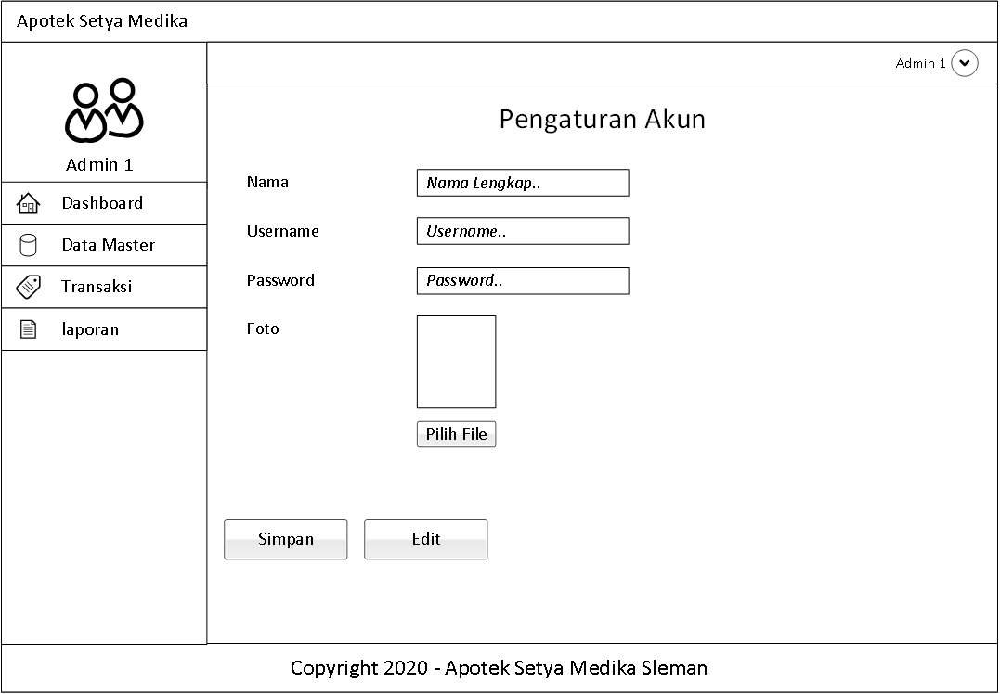 Apotek Setya Medika
Admin 1
Admin 1
Dashboard
Data Master
Transaksi
laporan
Pengaturan Akun
Nama
Nama Lengkap..
Username
Username..
Password
Password..
Foto
Pilih File
Simpan
Edit
Copyright 2020 - Apotek Setya Medika Sleman